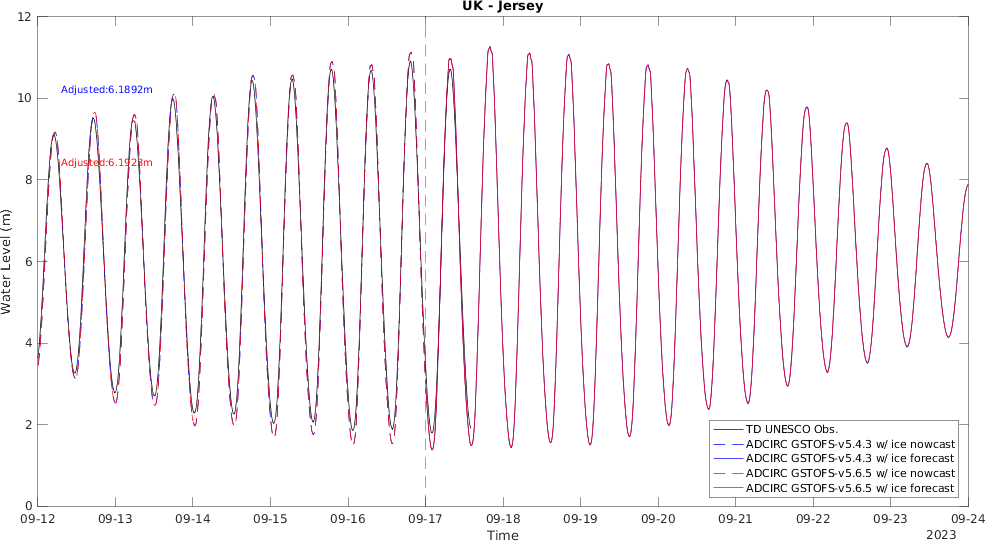 UK - Jersey
12
10
8
6
4
2
0
Water Level (m)
Adjusted:6.1892m
Adjusted:6.1923m
TD UNESCO Obs.
ADCIRC GSTOFS-v5.4.3 w/ ice nowcast
ADCIRC GSTOFS-v5.4.3 w/ ice forecast
ADCIRC GSTOFS-v5.6.5 w/ ice nowcast
ADCIRC GSTOFS-v5.6.5 w/ ice forecast
09-12 09-13 09-14 09-15 09-16 09-17 09-18 09-19 09-20 09-21 09-22 09-23 09-24
Time
2023